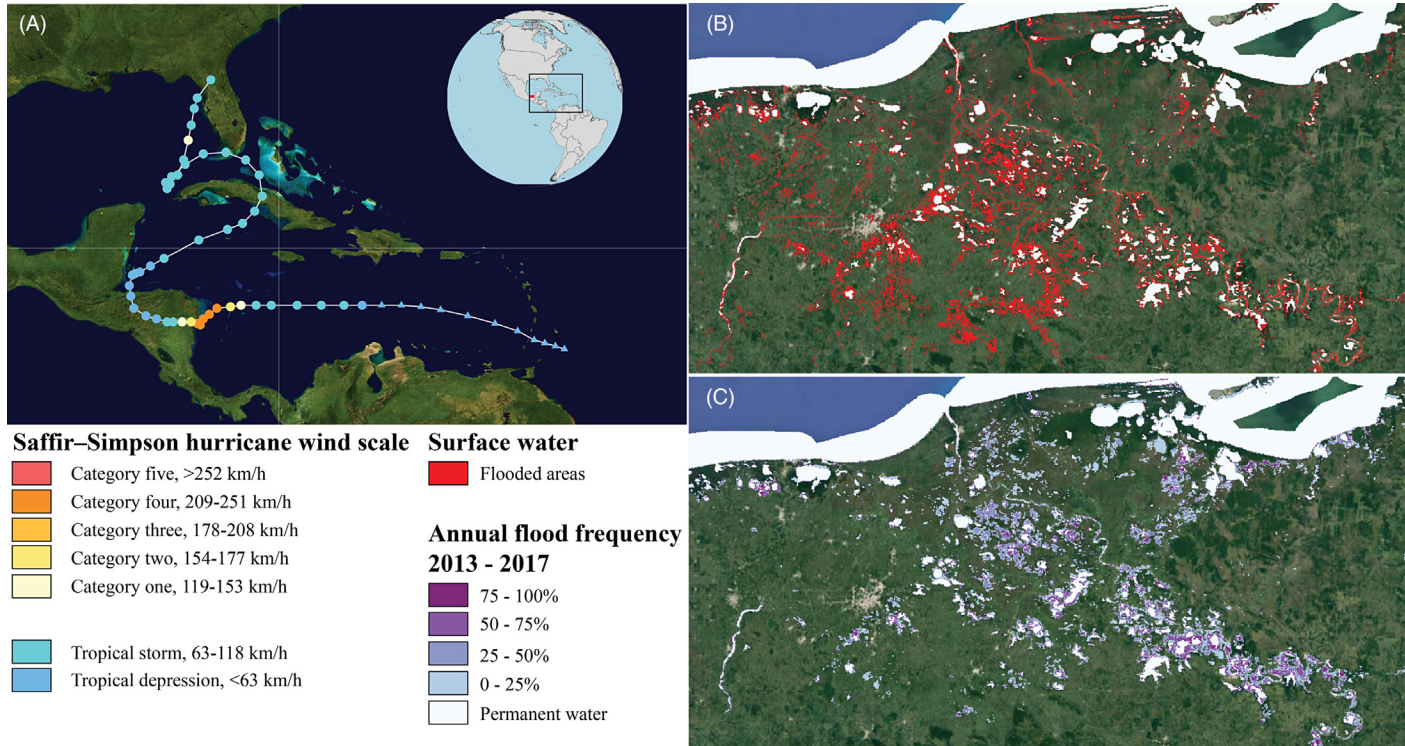 (A)
(B)
(C)
Saffir–Simpson hurricane wind scale
Category five, >252 km/h
Category four, 209-251 km/h
Category three, 178-208 km/h
Category two, 154-177 km/h
Category one, 119-153 km/h
Tropical storm, 63-118 km/h
Tropical depression, <63 km/h
Surface water
Flooded areas
Annual flood frequency
2013 - 2017
75 - 100%
50 - 75%
25 - 50%
0 - 25%
Permanent water